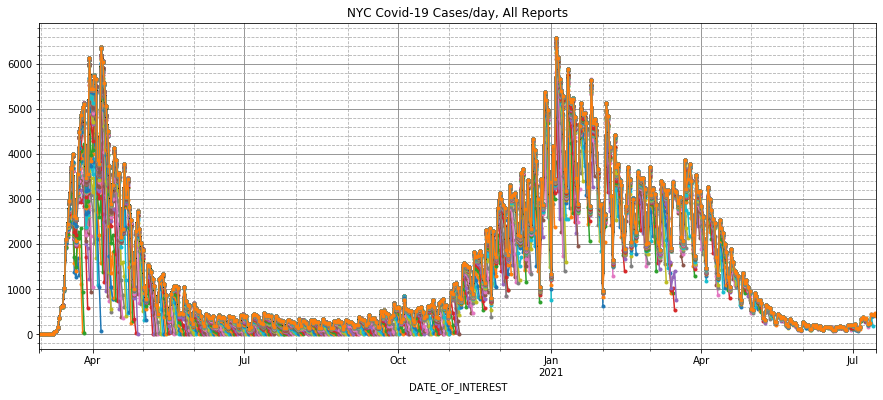 NYC Covid-19 Cases/day, All Reports
6000
5000
4000
3000
2000
1000
0
Apr Jul Oct Jan Apr Jul
2021
DATE_OF_INTEREST